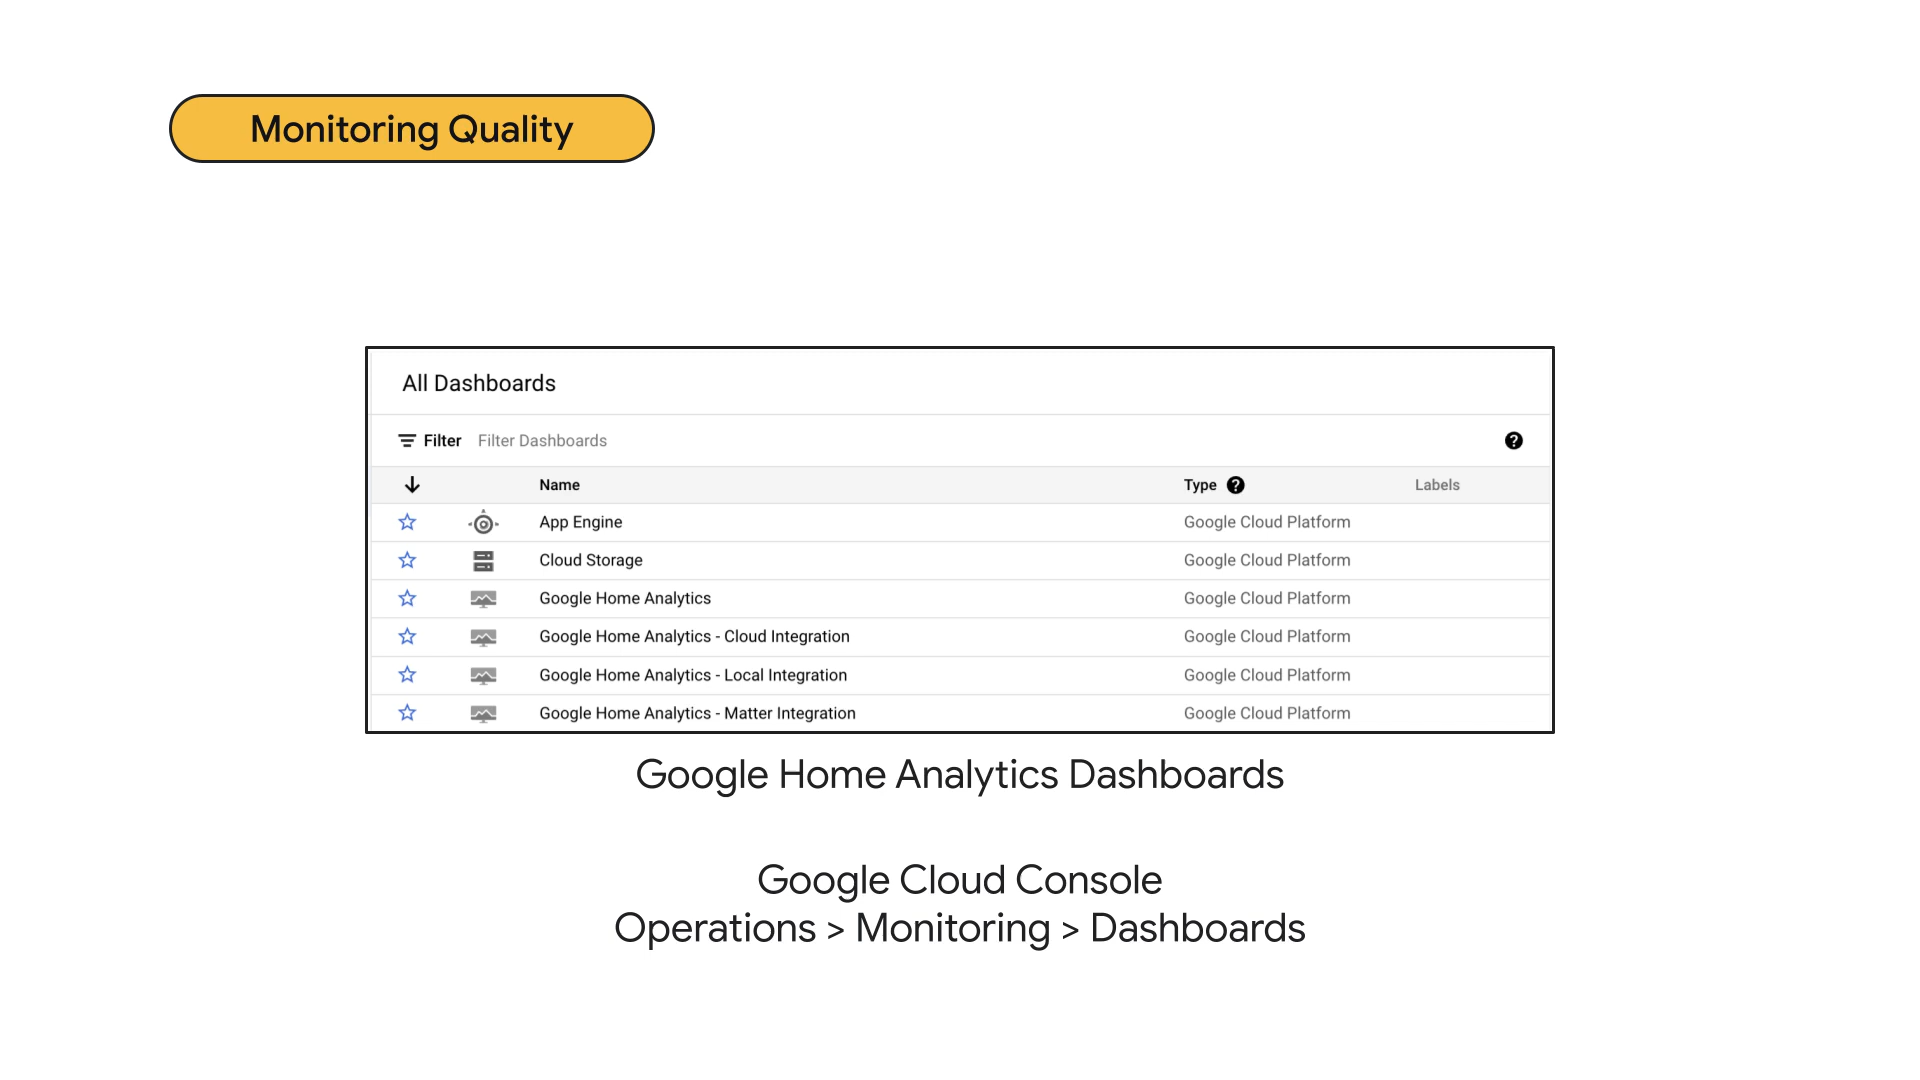 Monitoring Quality
All Dashboards
Filter Filter Dashboards ?
Name Type ? Labels
App Engine Google Cloud Platform
Cloud Storage Google Cloud Platform
Google Home Analytics Google Cloud Platform
Google Home Analytics - Cloud Integration Google Cloud Platform
Google Home Analytics - Local Integration Google Cloud Platform
Google Home Analytics - Matter Integration Google Cloud Platform
Google Home Analytics Dashboards
Google Cloud Console
Operations > Monitoring > Dashboards